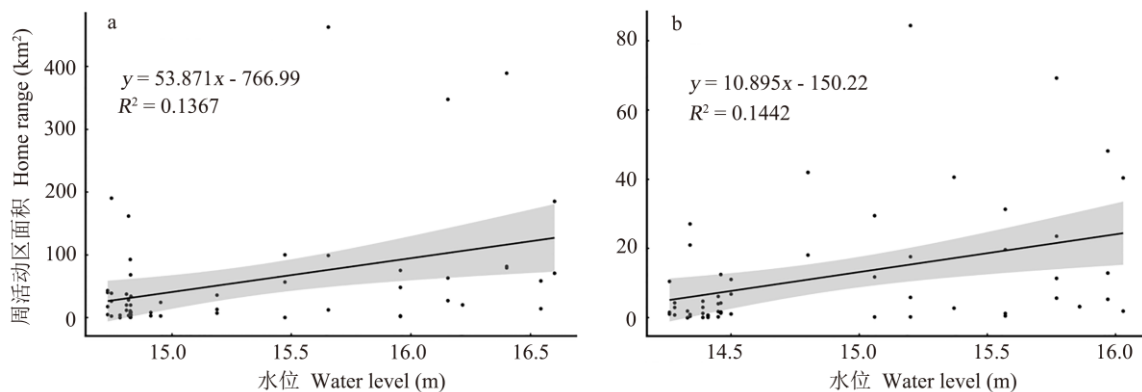 周活动区面积 Home range (km²)
a
y = 53.871x - 766.99
R² = 0.1367
400
300
200
100
0
15.0 15.5 16.0 16.5
水位 Water level (m)
b
y = 10.895x - 150.22
R² = 0.1442
80
60
40
20
0
14.5 15.0 15.5 16.0
水位 Water level (m)